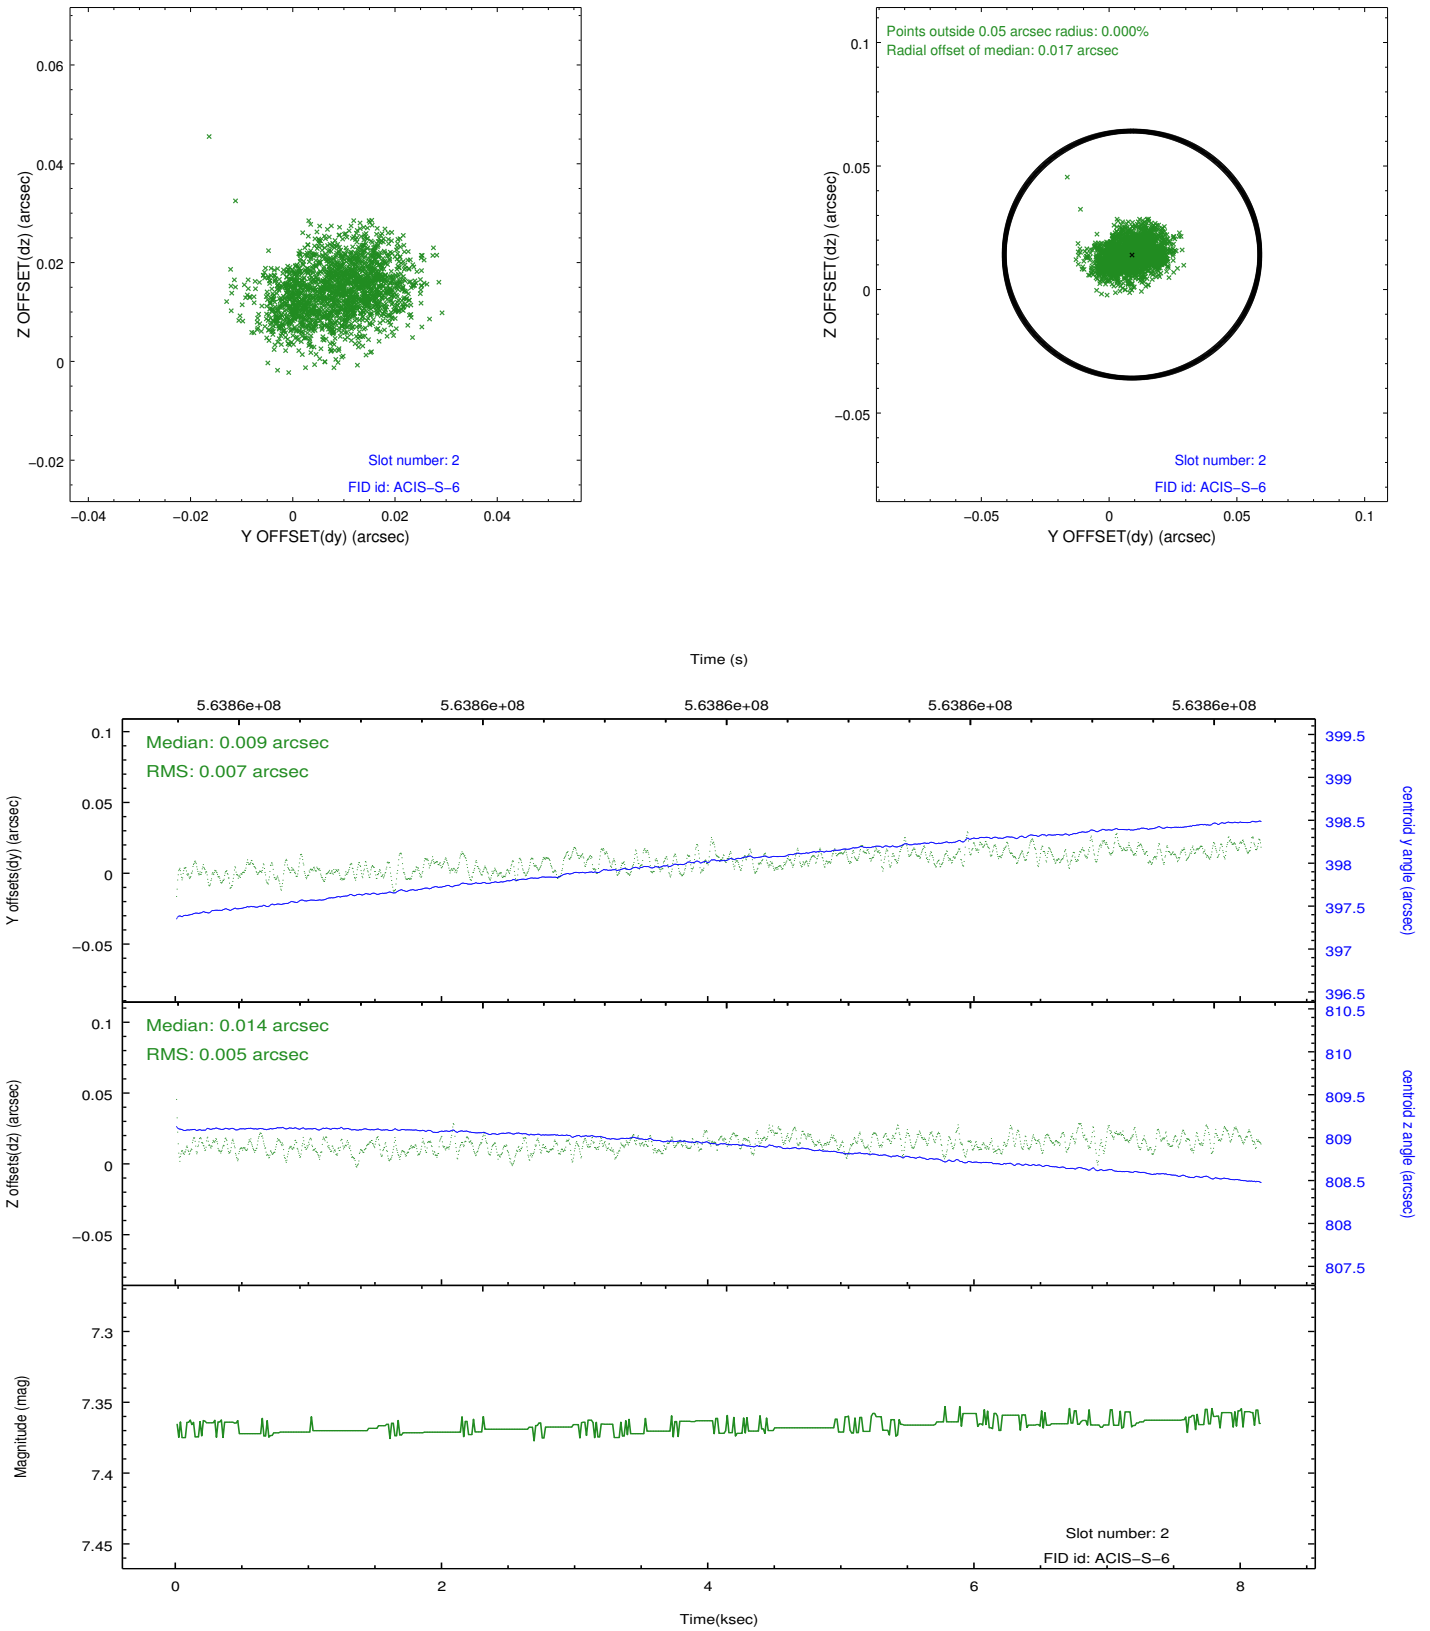 0.06
0.04
0.02
0
−0.02
Z OFFSET(dz) (arcsec)
−0.04 −0.02 0 0.02 0.04
Y OFFSET(dy) (arcsec)
Slot number: 2
FID id: ACIS−S−6
Points outside 0.05 arcsec radius: 0.000%
Radial offset of median: 0.017 arcsec
0.1
0.05
0
−0.05
Z OFFSET(dz) (arcsec)
−0.05 0 0.05 0.1
Y OFFSET(dy) (arcsec)
Slot number: 2
FID id: ACIS−S−6
Time (s)
5.6386e+08 5.6386e+08 5.6386e+08 5.6386e+08 5.6386e+08
Median: 0.009 arcsec
RMS: 0.007 arcsec
0.1
0.05
0
−0.05
Y offsets(dy) (arcsec)
399.5
399
398.5
398
397.5
397
396.5
centroid y angle (arcsec)
Median: 0.014 arcsec
RMS: 0.005 arcsec
0.1
0.05
0
−0.05
Z offsets(dz) (arcsec)
810.5
810
809.5
809
808.5
808
807.5
centroid z angle (arcsec)
7.3
7.35
7.4
7.45
Magnitude (mag)
Slot number: 2
FID id: ACIS−S−6
0 2 4 6 8
Time(ksec)